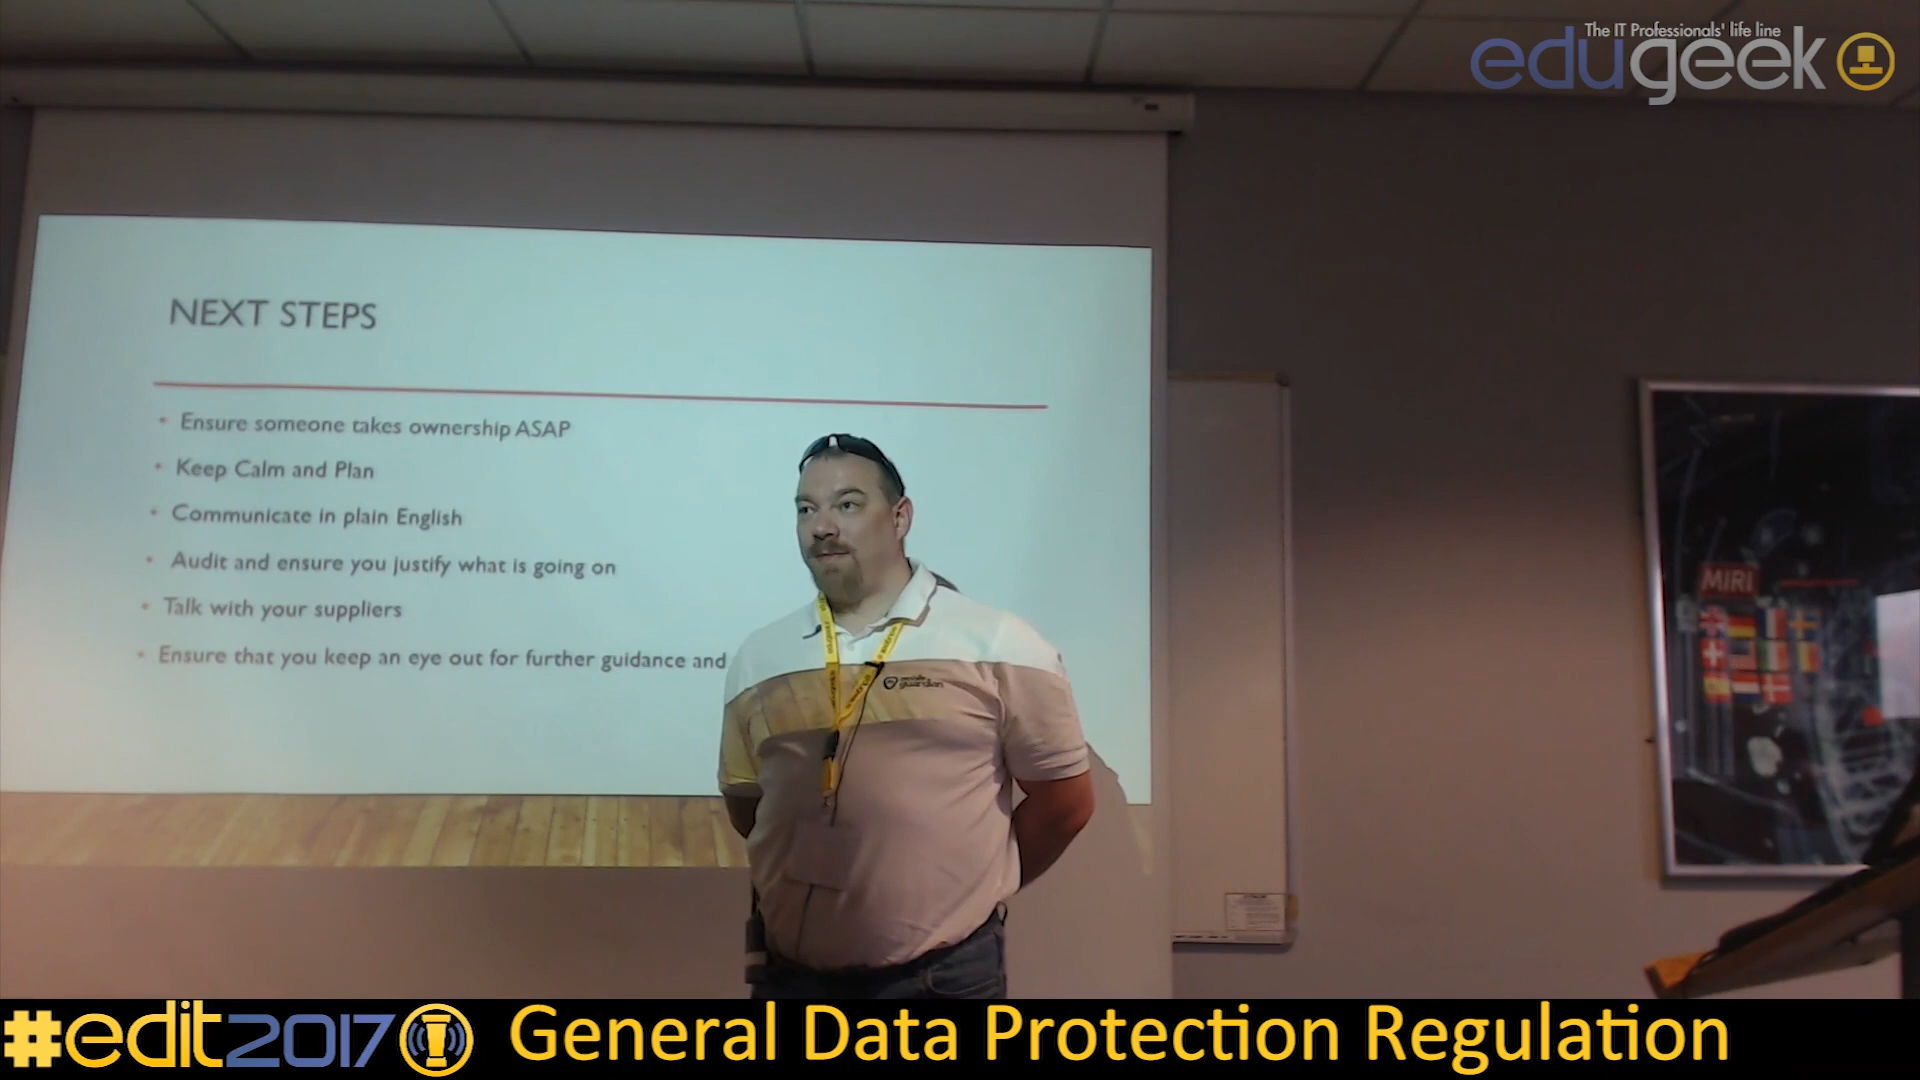 The IT Professionals' life line
edugeek
NEXT STEPS
• Ensure someone takes ownership ASAP
• Keep Calm and Plan
• Communicate in plain English
• Audit and ensure you justify what is going on
• Talk with your suppliers
• Ensure that you keep an eye out for further guidance and
mobile
guardian
MIRI
#edit2017 General Data Protection Regulation